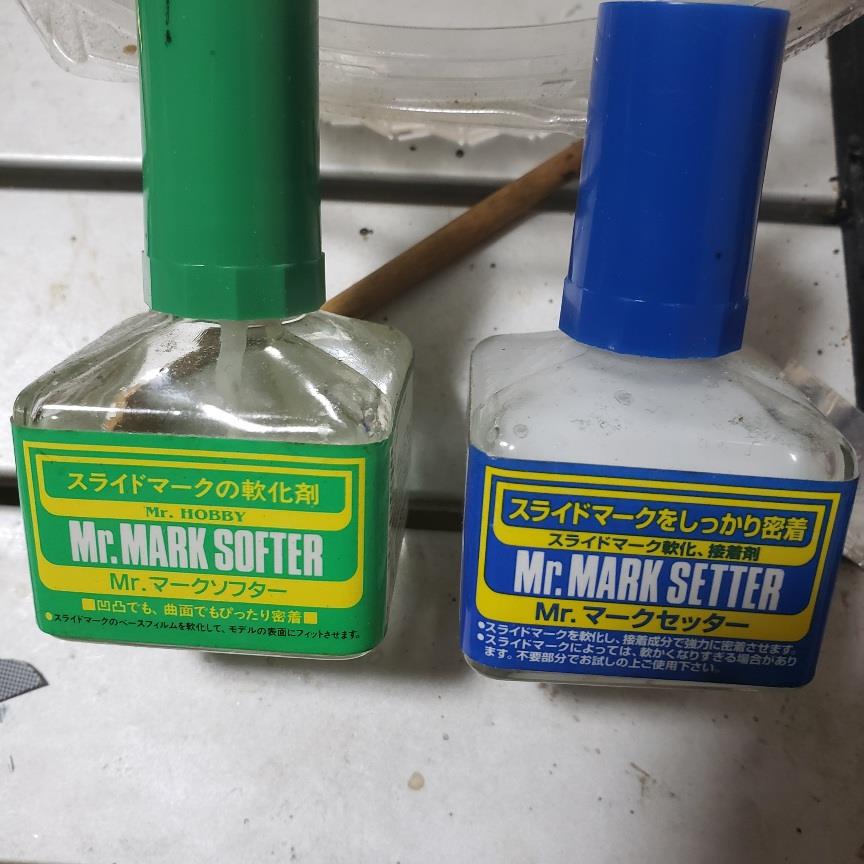 スライドマークの軟化剤
Mr. HOBBY
Mr. MARK SOFTER
Mr.マークソフター
■凹凸でも、曲面でもぴったり密着■
●スライドマークのベースフィルムを軟化して、モデルの表面にフィットさせます。
スライドマークをしっかり密着
スライドマーク軟化、接着剤
Mr. MARK SETTER
Mr.マークセッター
●スライドマークを軟化し、接着成分で強力に密着させます。
●スライドマークによっては、軟かくなりすぎる場合があり
ます。不要部分でお試しの上ご使用下さい。